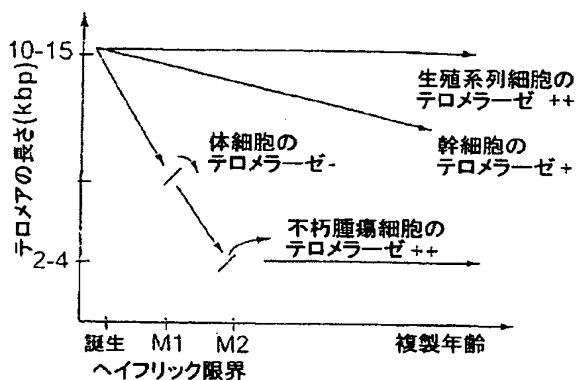 テロメアの長さ(kbp)
10-15
2-4
生殖系列細胞の
テロメラーゼ ++
幹細胞の
テロメラーゼ +
体細胞の
テロメラーゼ-
不朽腫瘍細胞の
テロメラーゼ ++
誕生 M1 M2 複製年齢
ヘイフリック限界